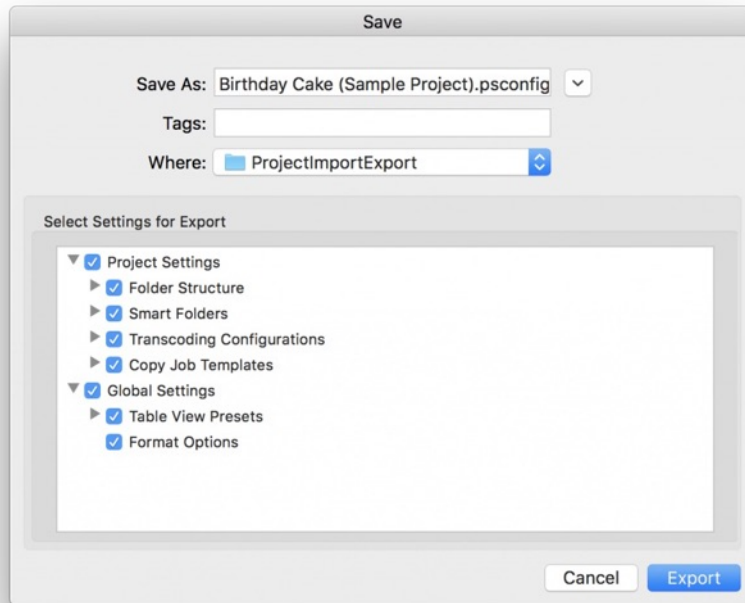 Save
Save As: Birthday Cake (Sample Project).psconfig
Tags:
Where: ProjectImportExport
Select Settings for Export
Project Settings
Folder Structure
Smart Folders
Transcoding Configurations
Copy Job Templates
Global Settings
Table View Presets
Format Options
Cancel Export